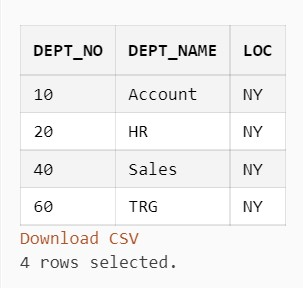 DEPT_NO DEPT_NAME LOC
10 Account NY
20 HR NY
40 Sales NY
60 TRG NY
Download CSV
4 rows selected.